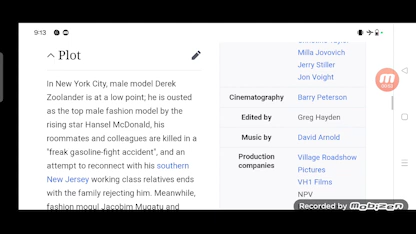 9:13
Plot
In New York City, male model Derek
Zoolander is at a low point; he is ousted
as the top male fashion model by the
rising star Hansel McDonald, his
roommates and colleagues are killed in a
"freak gasoline-fight accident", and an
attempt to reconnect with his southern
New Jersey working class relatives ends
with the family rejecting him. Meanwhile,
fashion mogul Jacobim Mugatu and
Milla Jovovich
Jerry Stiller
Jon Voight
Cinematography Barry Peterson
Edited by Greg Hayden
Music by David Arnold
Production companies
Village Roadshow
Pictures
VH1 Films
NPV
Recorded by Mobizen